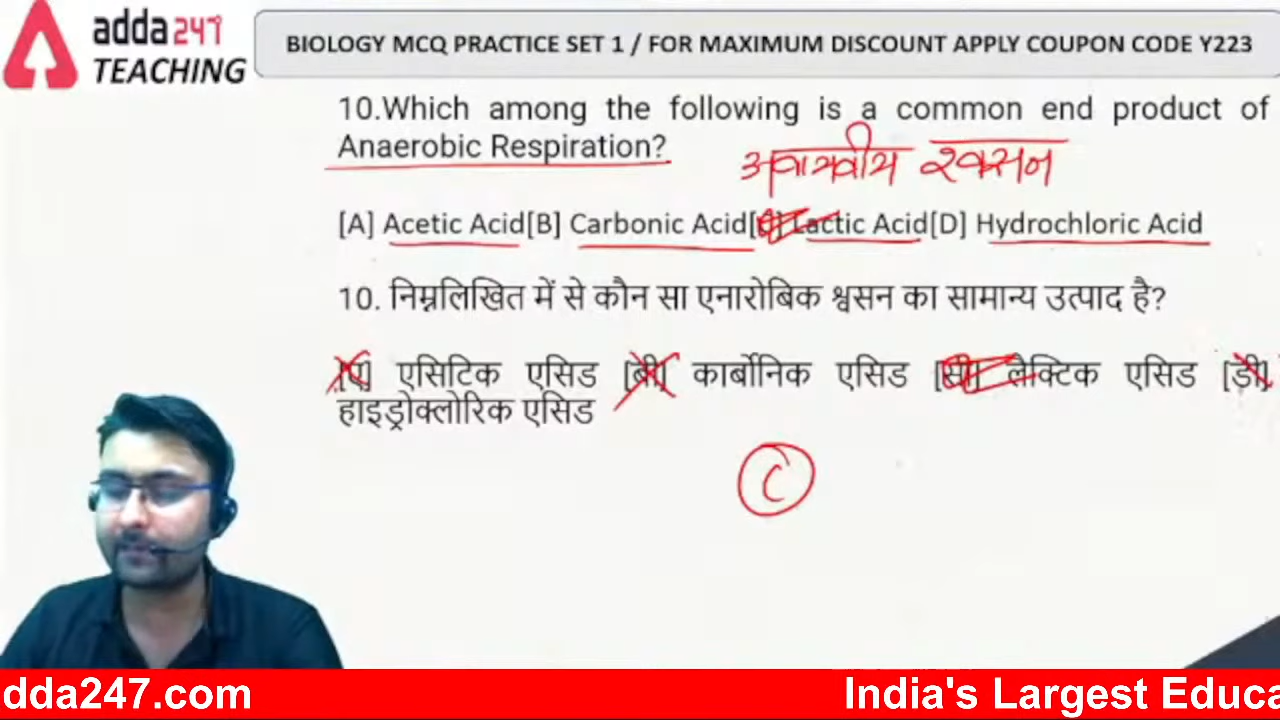 adda247
TEACHING
BIOLOGY MCQ PRACTICE SET 1 / FOR MAXIMUM DISCOUNT APPLY COUPON CODE Y223
10.Which among the following is a common end product of
Anaerobic Respiration?
अवायवीय श्वसन
[A] Acetic Acid[B] Carbonic Acid[C] Lactic Acid[D] Hydrochloric Acid
10. निम्नलिखित में से कौन सा एनारोबिक श्वसन का सामान्य उत्पाद है?
[ए] एसिटिक एसिड [बी] कार्बोनिक एसिड [सी] लैक्टिक एसिड [डी]
हाइड्रोक्लोरिक एसिड
C
dda247.com
India's Largest Educa